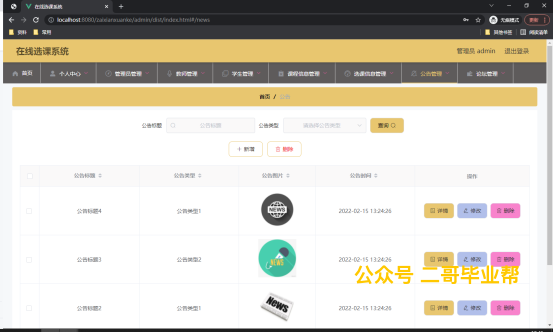 在线选课系统
localhost:8080/zaixianxuanke/admin/dist/index.html#/news
无痕模式
更新
资料
常用
其他书签
阅读清单
在线选课系统
管理员 admin
退出登录
首页
个人中心
管理员管理
教师管理
学生管理
课程信息管理
选课信息管理
公告管理
论坛管理
首页 / 公告
公告标题
公告标题
公告类型
请选择公告类型
查询
+ 新增
删除
公告标题
公告类型
公告图片
公告时间
操作
公告标题4
公告类型1
NEWS
2022-02-15 13:24:26
详情
修改
删除
公告标题3
公告类型2
NEWS
2022-02-15 13:24:26
详情
修改
删除
公众号 二哥毕业帮
公告标题2
公告类型1
News
2022-02-15 13:24:26
详情
修改
删除